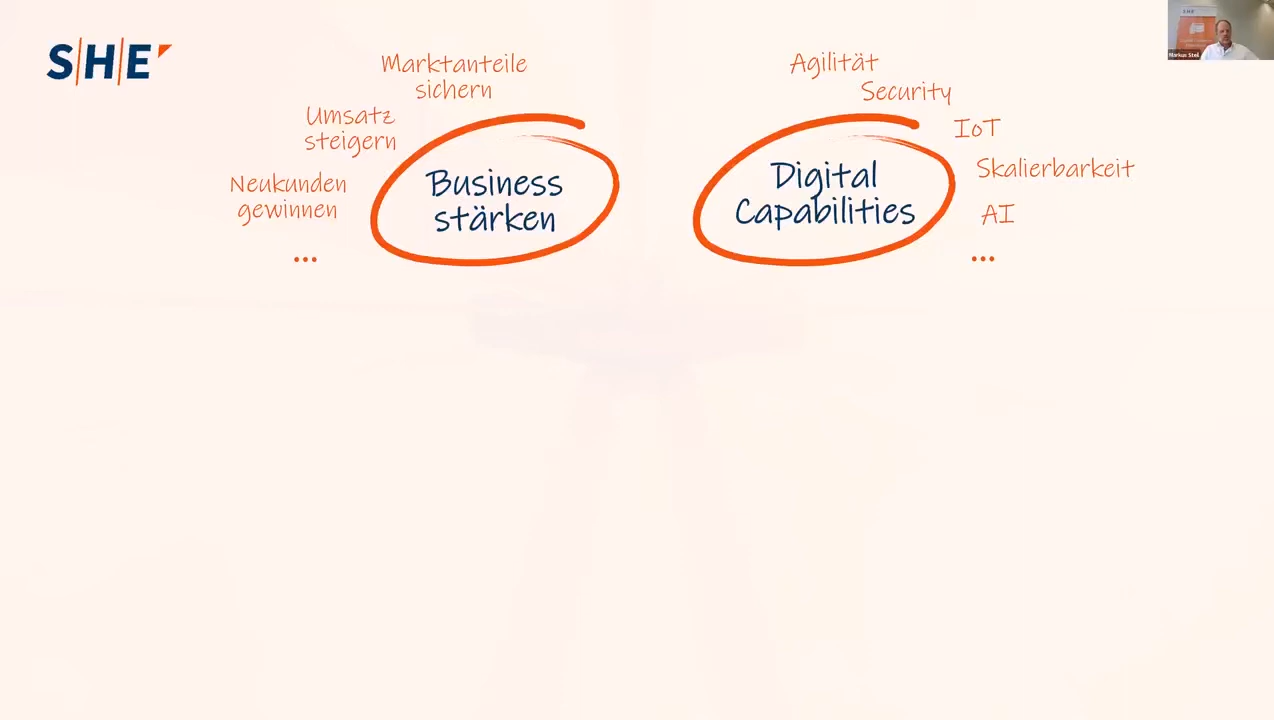 S|H|E
Marktanteile
sichern
Umsatz
steigern
Neukunden
gewinnen
...
Business
stärken
Agilität
Security
IoT
Skalierbarkeit
AI
...
Digital
Capabilities
SHE